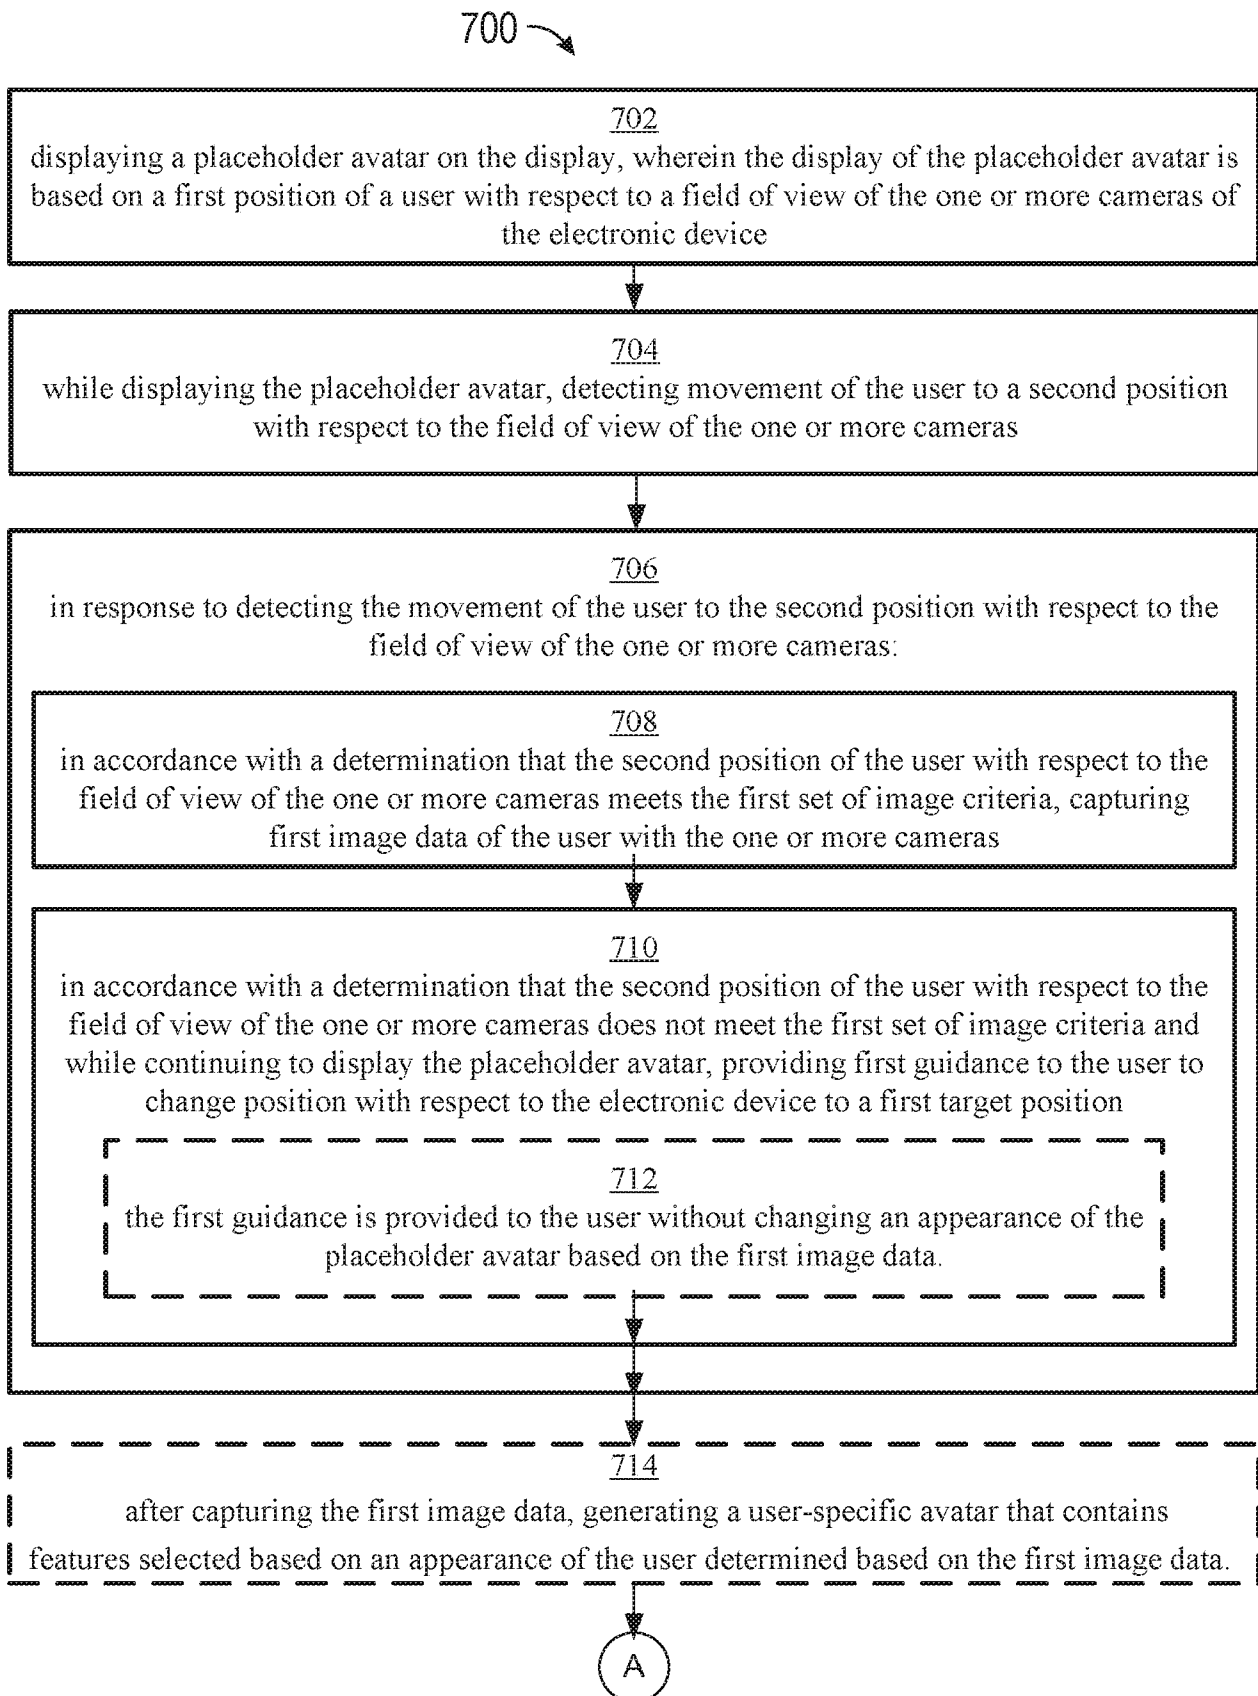 700
702
displaying a placeholder avatar on the display, wherein the display of the placeholder avatar is
based on a first position of a user with respect to a field of view of the one or more cameras of
the electronic device
704
while displaying the placeholder avatar, detecting movement of the user to a second position
with respect to the field of view of the one or more cameras
706
in response to detecting the movement of the user to the second position with respect to the
field of view of the one or more cameras:
708
in accordance with a determination that the second position of the user with respect to the
field of view of the one or more cameras meets the first set of image criteria, capturing
first image data of the user with the one or more cameras
710
in accordance with a determination that the second position of the user with respect to the
field of view of the one or more cameras does not meet the first set of image criteria and
while continuing to display the placeholder avatar, providing first guidance to the user to
change position with respect to the electronic device to a first target position
712
the first guidance is provided to the user without changing an appearance of the
placeholder avatar based on the first image data.
714
after capturing the first image data, generating a user-specific avatar that contains
features selected based on an appearance of the user determined based on the first image data.
A